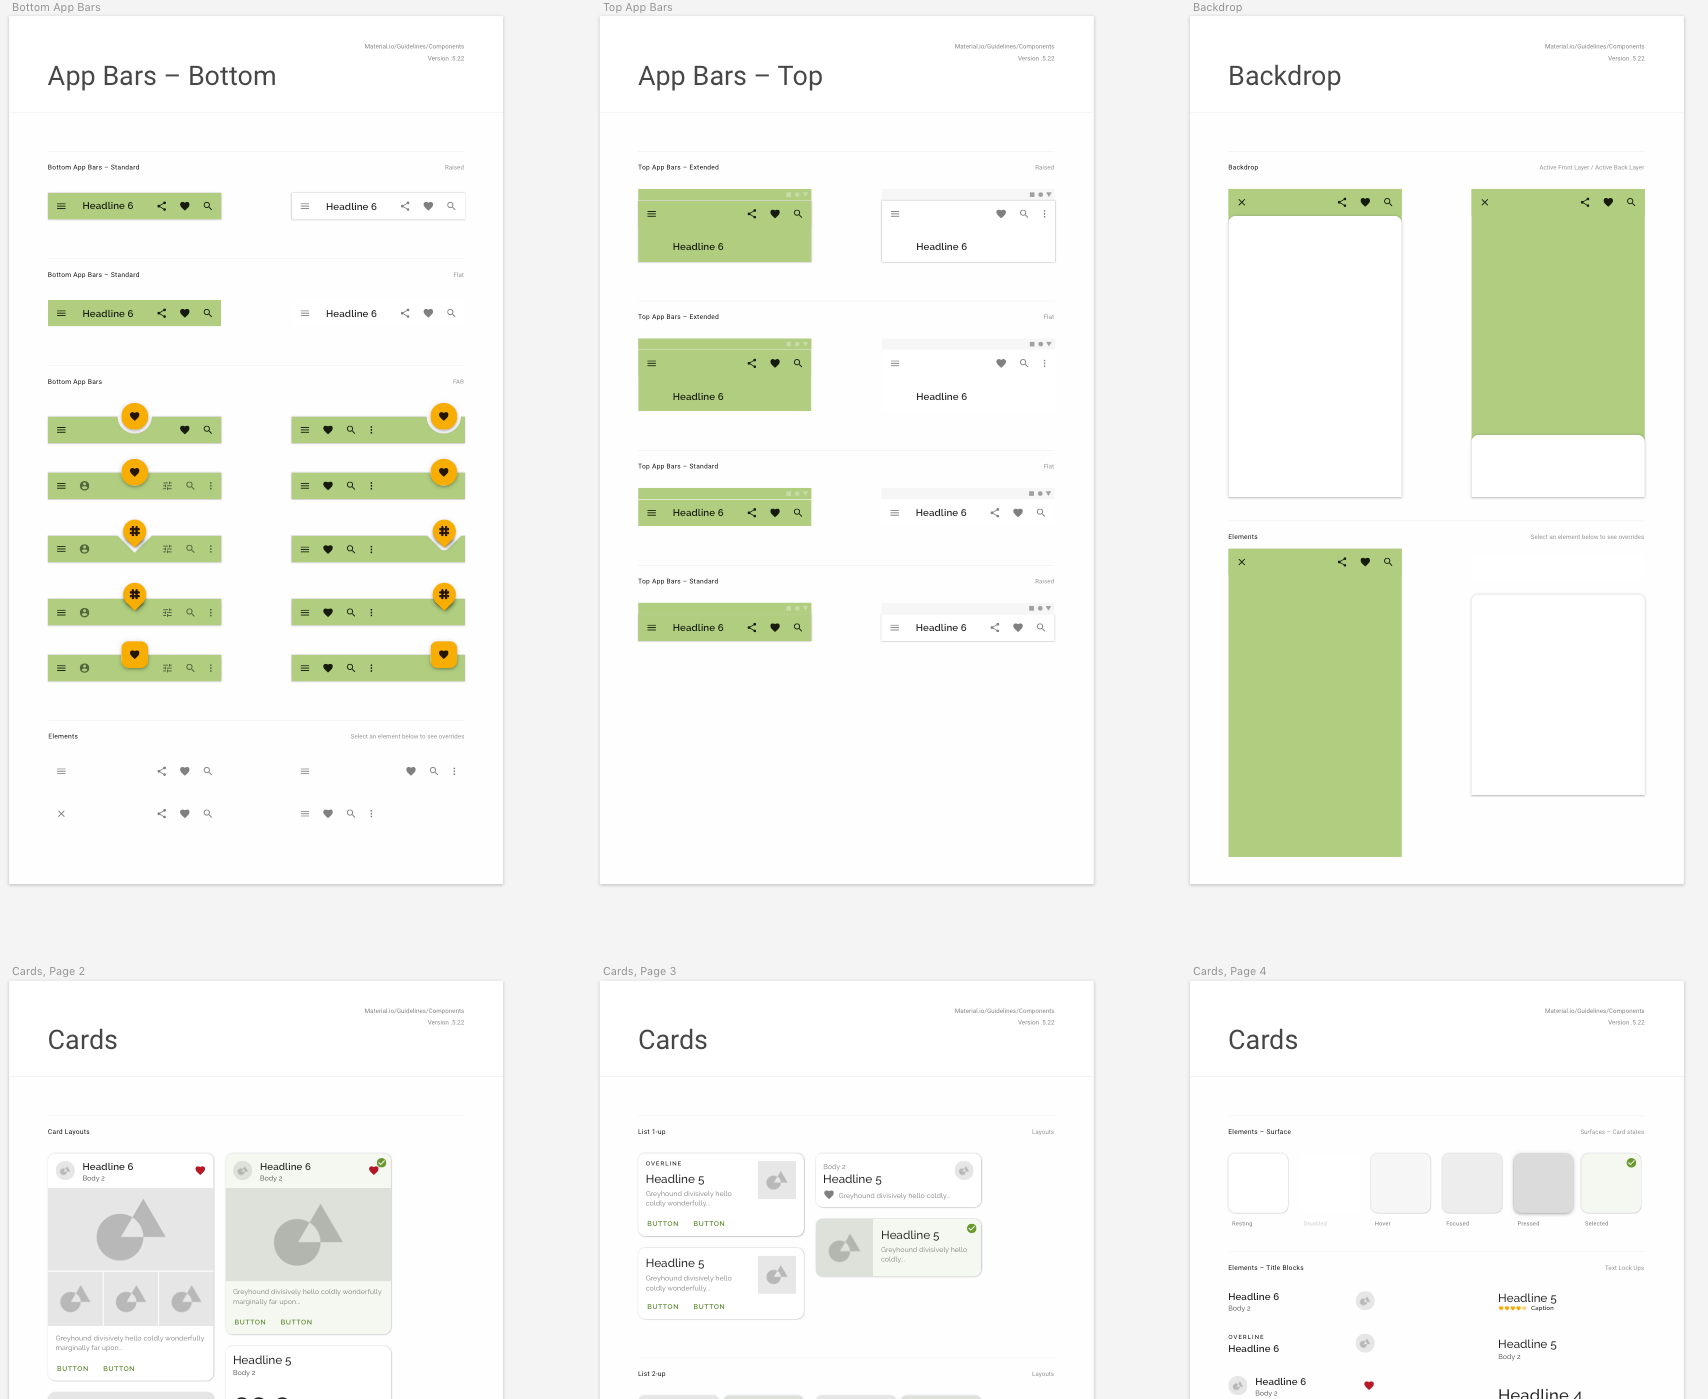 Bottom App Bars
Material.io/Guidelines/Components
Version .5.22
App Bars – Bottom
Bottom App Bars – Standard
Raised
Headline 6
Headline 6
Bottom App Bars – Standard
Flat
Headline 6
Headline 6
Bottom App Bars
FAB
Elements
Select an element below to see overrides
Top App Bars
Material.io/Guidelines/Components
Version .5.22
App Bars – Top
Top App Bars – Extended
Raised
Headline 6
Headline 6
Top App Bars – Extended
Flat
Headline 6
Headline 6
Top App Bars – Standard
Flat
Headline 6
Headline 6
Top App Bars – Standard
Raised
Headline 6
Headline 6
Backdrop
Material.io/Guidelines/Components
Version .5.22
Backdrop
Backdrop
Active Front Layer / Active Back Layer
Elements
Select an element below to see overrides
Cards, Page 2
Material.io/Guidelines/Components
Version .5.22
Cards
Card Layouts
Headline 6
Body 2
Greyhound divisively hello coldly wonderfully
marginally far upon...
BUTTON BUTTON
Headline 6
Body 2
Greyhound divisively hello coldly wonderfully
marginally far upon...
BUTTON BUTTON
Headline 5
Body 2
Cards, Page 3
Material.io/Guidelines/Components
Version .5.22
Cards
List 1-up
Layouts
OVERLINE
Headline 5
Greyhound divisively hello
coldly wonderfully...
BUTTON BUTTON
Headline 5
Greyhound divisively hello
coldly wonderfully...
BUTTON BUTTON
Body 2
Headline 5
Greyhound divisively hello coldly...
Headline 5
Greyhound divisively hello
coldly...
List 2-up
Layouts
Cards, Page 4
Material.io/Guidelines/Components
Version .5.22
Cards
Elements – Surface
Surfaces – Card states
Resting
Disabled
Hover
Focused
Pressed
Selected
Elements – Title Blocks
Text Lock Ups
Headline 6
Body 2
OVERLINE
Headline 6
Headline 6
Body 2
Headline 5
Caption
Headline 5
Body 2
Headline 4